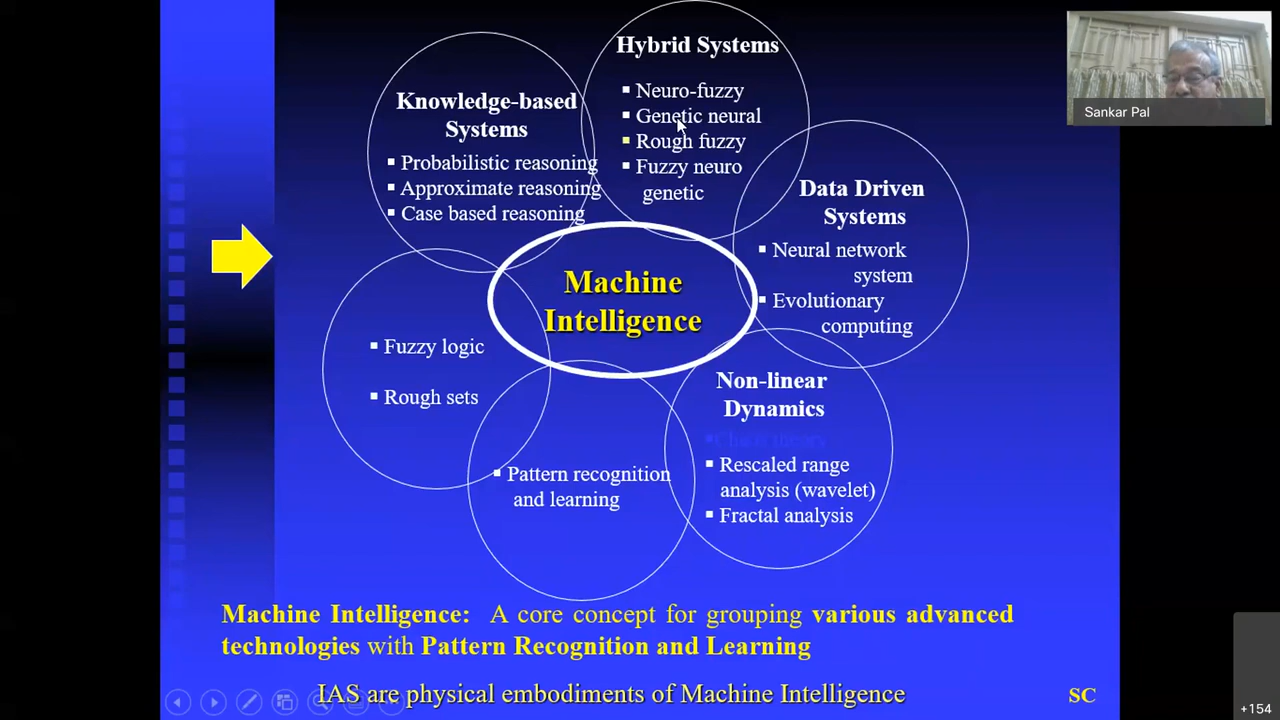 Hybrid Systems
▪ Neuro-fuzzy
▪ Genetic neural
▪ Rough fuzzy
▪ Fuzzy neuro
genetic
Knowledge-based
Systems
▪ Probabilistic reasoning
▪ Approximate reasoning
▪ Case based reasoning
Data Driven
Systems
▪ Neural network
system
▪ Evolutionary
computing
Machine
Intelligence
▪ Fuzzy logic
▪ Rough sets
Non-linear
Dynamics
▪ Chaos theory
▪ Rescaled range
analysis (wavelet)
▪ Fractal analysis
▪ Pattern recognition
and learning
Machine Intelligence: A core concept for grouping various advanced
technologies with Pattern Recognition and Learning
IAS are physical embodiments of Machine Intelligence
SC
Sankar Pal
+154